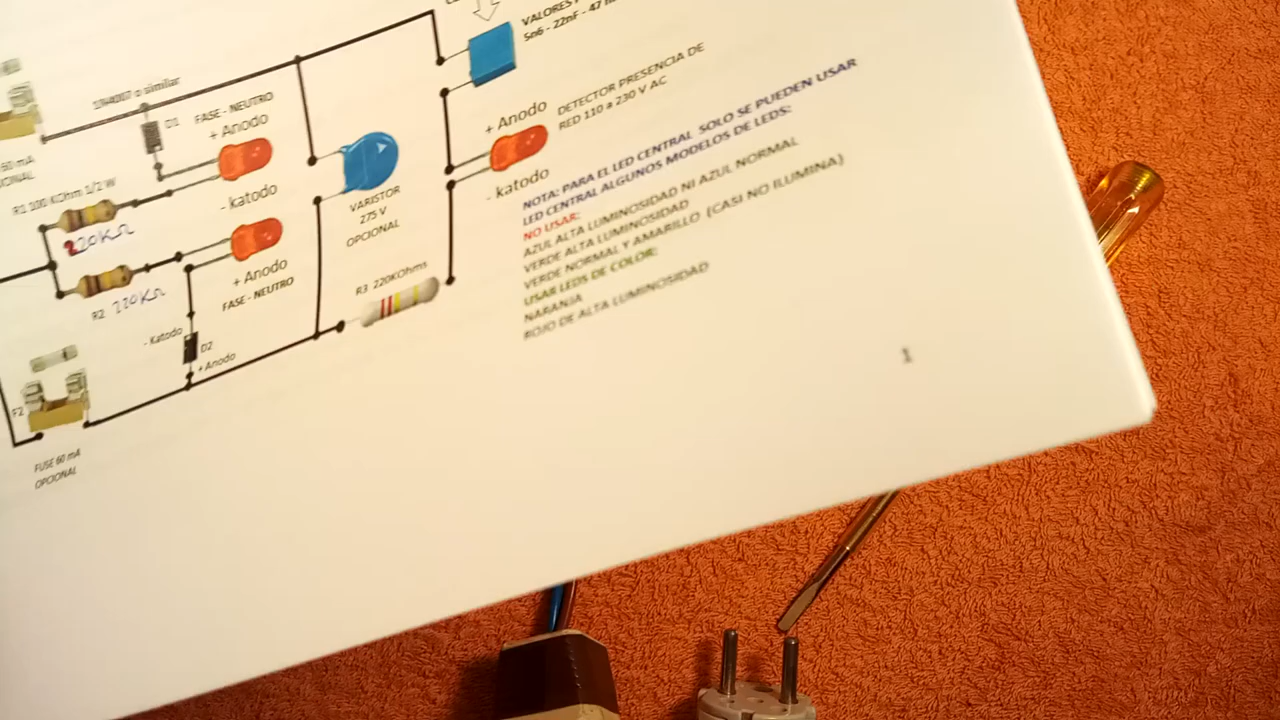 VALORES
5n6 - 22nF - 47
1N4007 o similar
60 mA
D1
FASE - NEUTRO
+ Anodo
- katodo
R1 100 KOhm 1/2 W
220KΩ
R2 220KΩ
+ Anodo
FASE - NEUTRO
- Katodo
D2
+ Anodo
F2
FUSE 60 mA
OPCIONAL
VARISTOR
275 V
OPCIONAL
R3 220KOhms
+ Anodo
- katodo
DETECTOR PRESENCIA DE
RED 110 a 230 V AC
NOTA: PARA EL LED CENTRAL SOLO SE PUEDEN USAR
LED CENTRAL ALGUNOS MODELOS DE LEDS:
NO USAR:
AZUL ALTA LUMINOSIDAD NI AZUL NORMAL
VERDE ALTA LUMINOSIDAD
VERDE NORMAL Y AMARILLO (CASI NO ILUMINA)
USAR LEDS DE COLOR:
NARANJA
ROJO DE ALTA LUMINOSIDAD
1